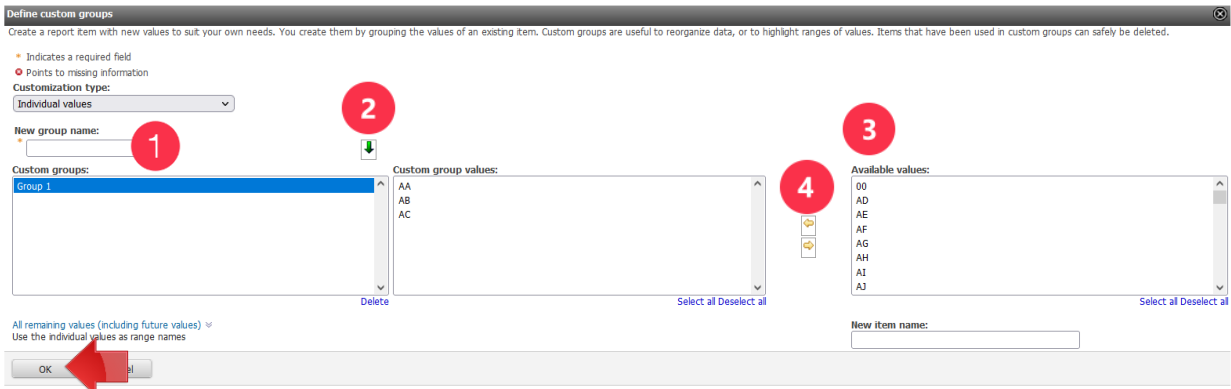 Define custom groups
Create a report item with new values to suit your own needs. You create them by grouping the values of an existing item. Custom groups are useful to reorganize data, or to highlight ranges of values. Items that have been used in custom groups can safely be deleted.
* Indicates a required field
Points to missing information
Customization type:
Individual values
2
New group name:
*
1
3
Custom groups:
Group 1
Delete
Custom group values:
AA
AB
AC
Select all Deselect all
4
Available values:
00
AD
AE
AF
AG
AH
AI
AJ
Select all Deselect all
All remaining values (including future values)
Use the individual values as range names
New item name:
OK